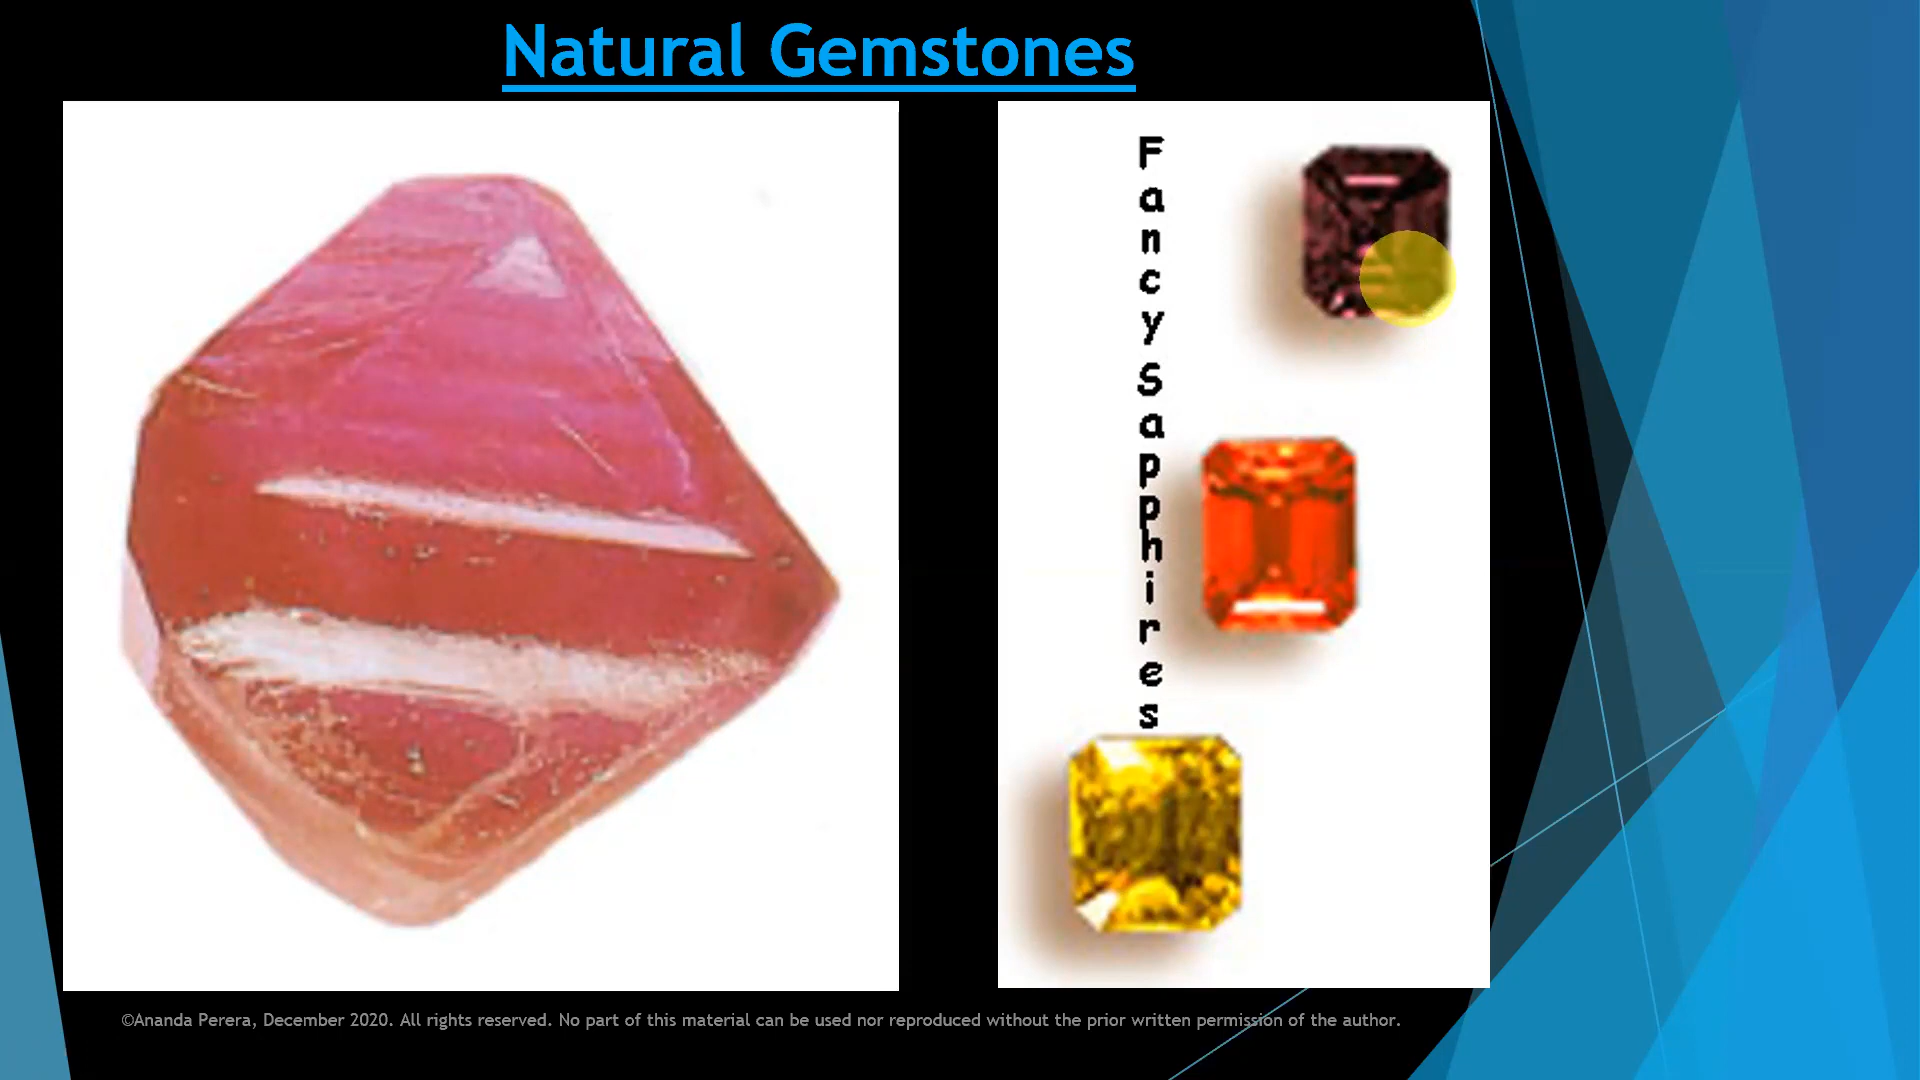 Natural Gemstones
Fancy Sapphires
©Ananda Perera, December 2020. All rights reserved. No part of this material can be used nor reproduced without the prior written permission of the author.